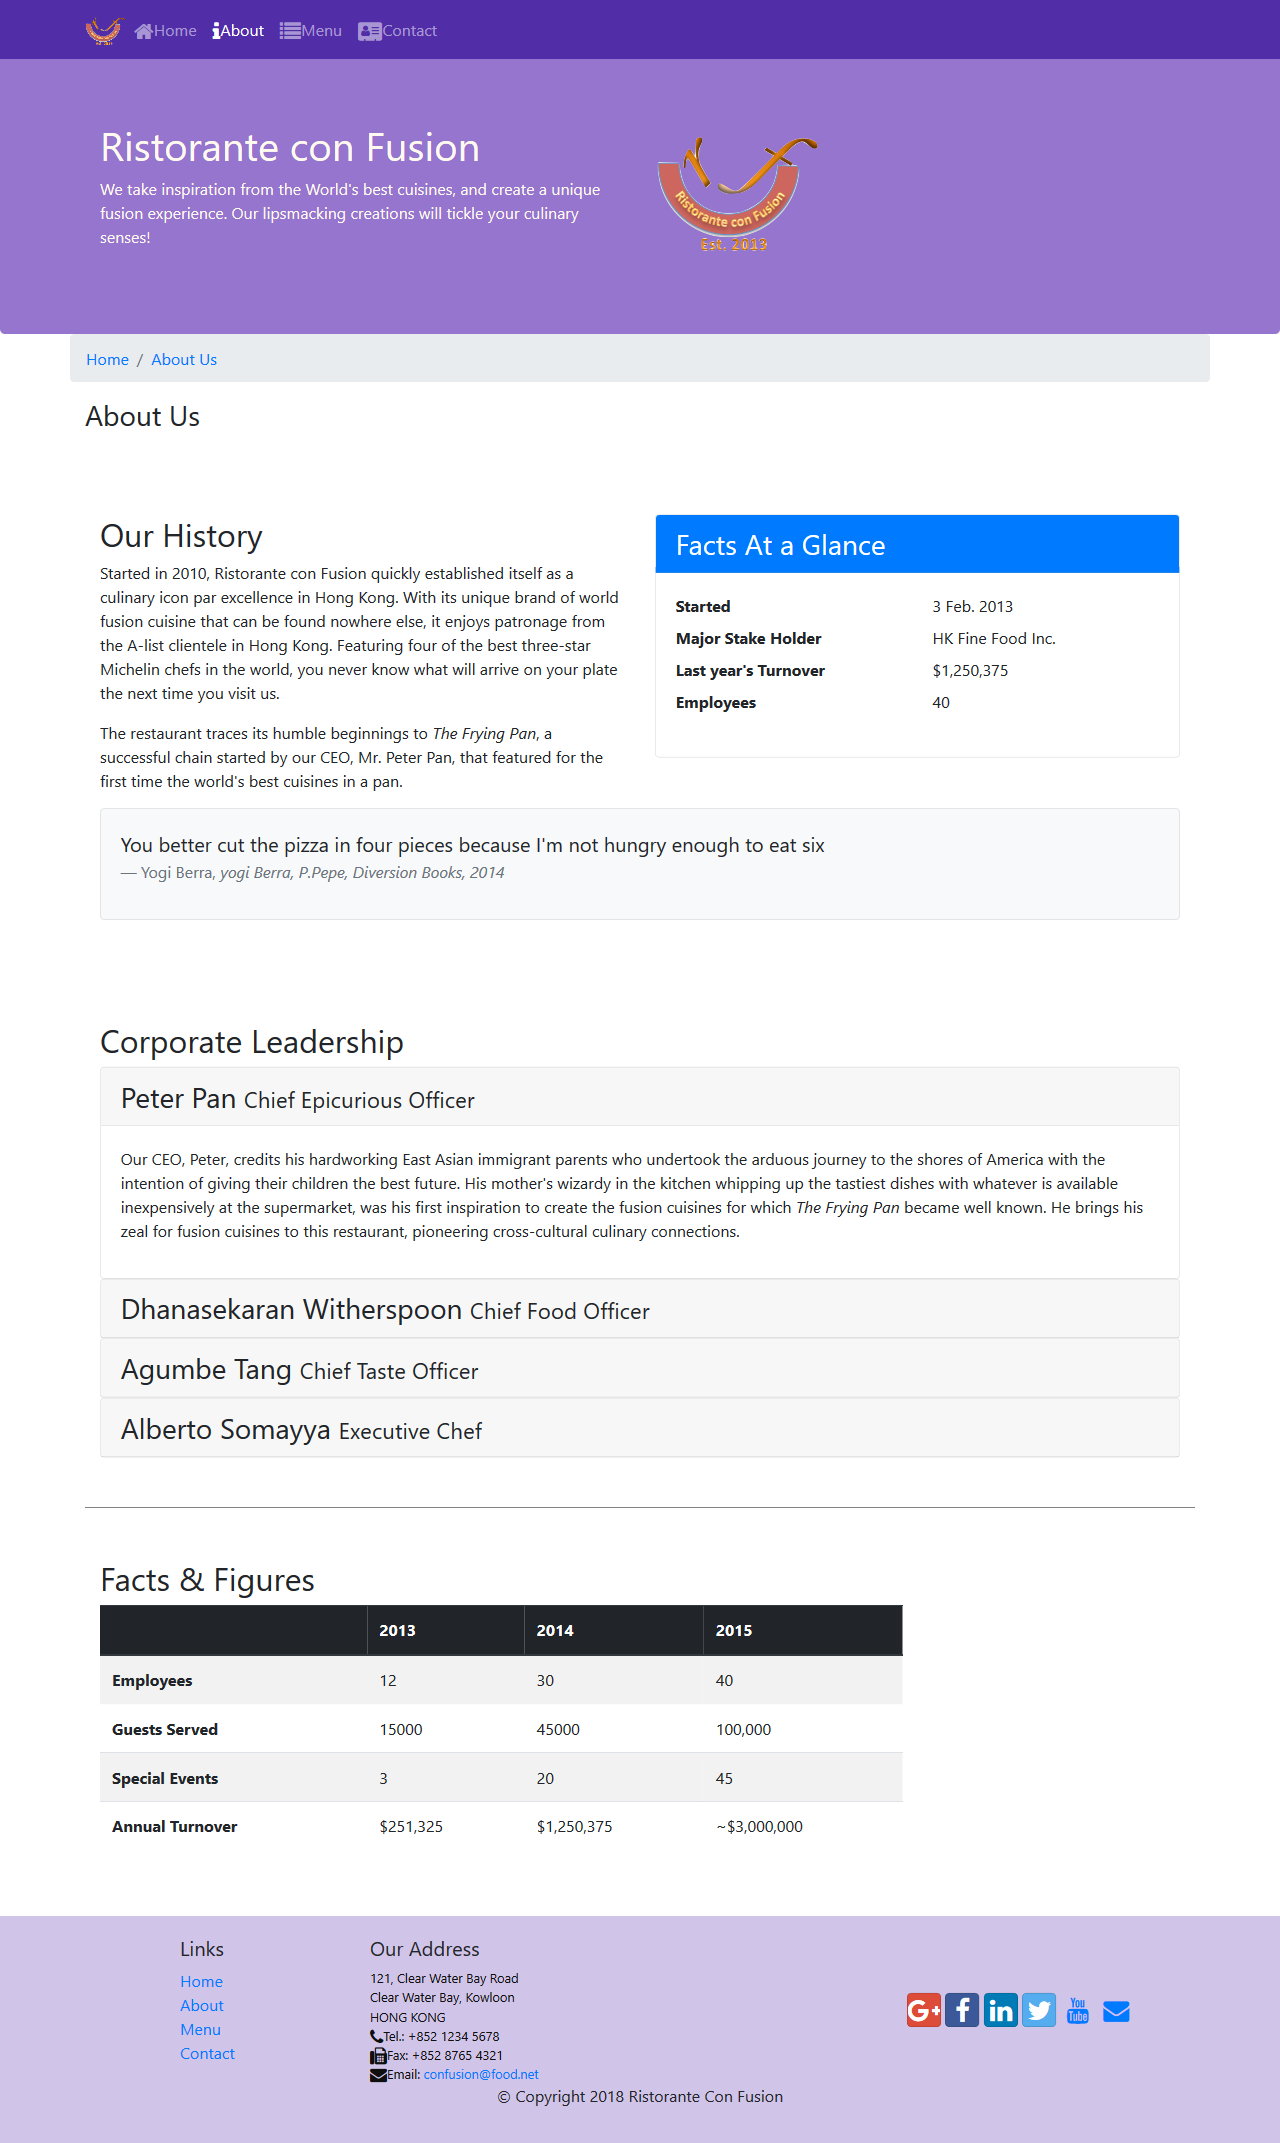 Home About Menu Contact
Ristorante con Fusion
We take inspiration from the World's best cuisines, and create a unique
fusion experience. Our lipsmacking creations will tickle your culinary
senses!
Ristorante con Fusion
Est. 2013
Home / About Us
About Us
Our History
Started in 2010, Ristorante con Fusion quickly established itself as a
culinary icon par excellence in Hong Kong. With its unique brand of world
fusion cuisine that can be found nowhere else, it enjoys patronage from
the A-list clientele in Hong Kong. Featuring four of the best three-star
Michelin chefs in the world, you never know what will arrive on your plate
the next time you visit us.
The restaurant traces its humble beginnings to The Frying Pan, a
successful chain started by our CEO, Mr. Peter Pan, that featured for the
first time the world's best cuisines in a pan.
Facts At a Glance
Started 3 Feb. 2013
Major Stake Holder HK Fine Food Inc.
Last year's Turnover $1,250,375
Employees 40
You better cut the pizza in four pieces because I'm not hungry enough to eat six
— Yogi Berra, yogi Berra, P.Pepe, Diversion Books, 2014
Corporate Leadership
Peter Pan Chief Epicurious Officer
Our CEO, Peter, credits his hardworking East Asian immigrant parents who undertook the arduous journey to the shores of America with the
intention of giving their children the best future. His mother's wizardy in the kitchen whipping up the tastiest dishes with whatever is available
inexpensively at the supermarket, was his first inspiration to create the fusion cuisines for which The Frying Pan became well known. He brings his
zeal for fusion cuisines to this restaurant, pioneering cross-cultural culinary connections.
Dhanasekaran Witherspoon Chief Food Officer
Agumbe Tang Chief Taste Officer
Alberto Somayya Executive Chef
Facts & Figures
2013 2014 2015
Employees 12 30 40
Guests Served 15000 45000 100,000
Special Events 3 20 45
Annual Turnover $251,325 $1,250,375 ~$3,000,000
Links
Home
About
Menu
Contact
Our Address
121, Clear Water Bay Road
Clear Water Bay, Kowloon
HONG KONG
Tel.: +852 1234 5678
Fax: +852 8765 4321
Email: confusion@food.net
G+ f in You Tube
© Copyright 2018 Ristorante Con Fusion